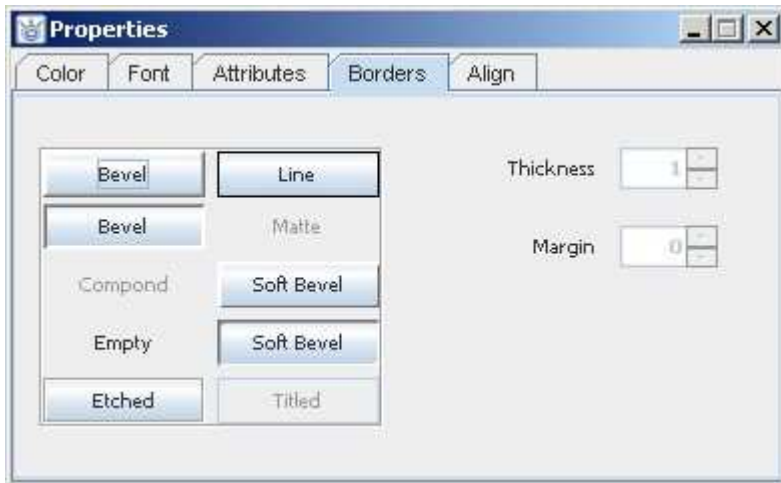 Properties
Color Font Attributes Borders Align
Bevel Line Thickness 1
Bevel Matte
Margin 0
Compond Soft Bevel
Empty Soft Bevel
Etched Titled